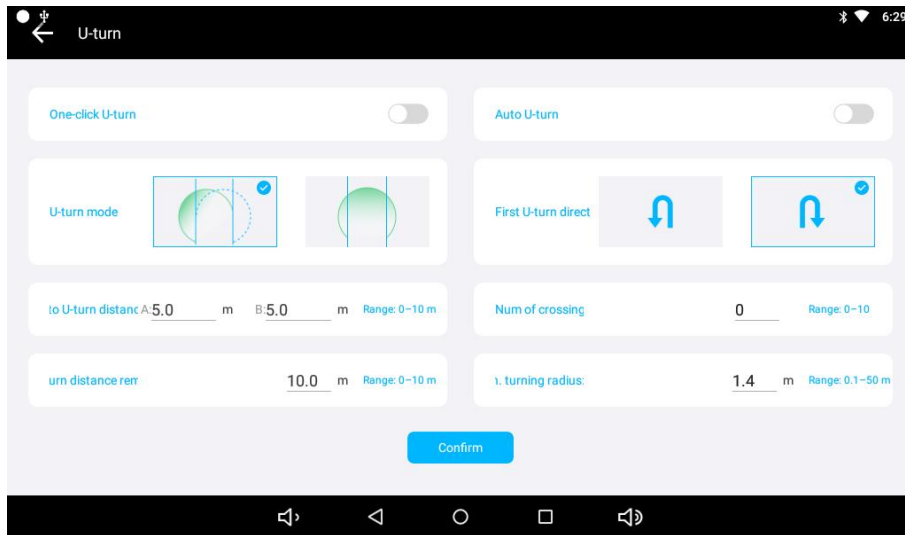 6:29
U-turn
One-click U-turn
Auto U-turn
U-turn mode
First U-turn direct
to U-turn distanc A:5.0 m B:5.0 m Range: 0–10 m
Num of crossing 0 Range: 0–10
urn distance rem 10.0 m Range: 0–10 m
n. turning radius: 1.4 m Range: 0.1–50 m
Confirm